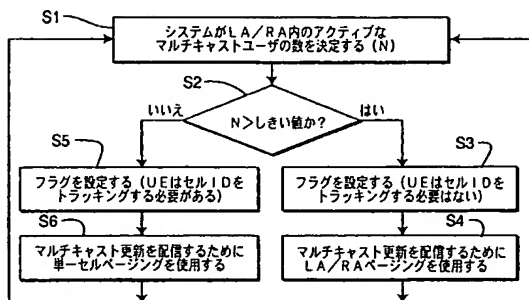 S1
システムがLA／RA内のアクティブな
マルチキャストユーザの数を決定する（N）
S2
いいえ
N＞しきい値か？
はい
S5
フラグを設定する（UEはセルIDを
トラッキングする必要がある）
S3
フラグを設定する（UEはセルIDを
トラッキングする必要はない）
S6
マルチキャスト更新を配信するために
単一セルページングを使用する
S4
マルチキャスト更新を配信するために
LA／RAページングを使用する